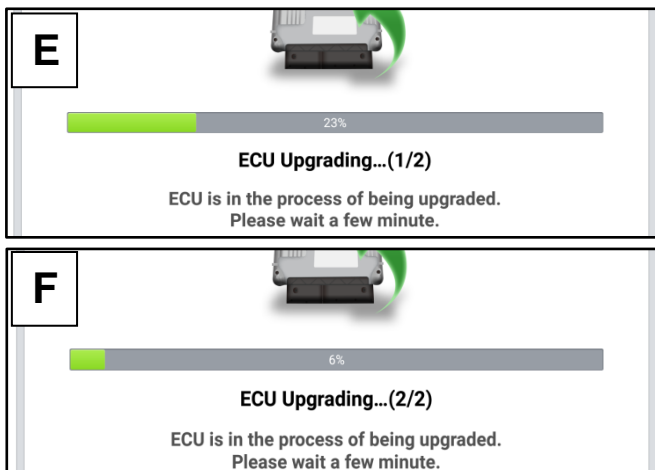 E
23%
ECU Upgrading...(1/2)
ECU is in the process of being upgraded.
Please wait a few minute.
F
6%
ECU Upgrading...(2/2)
ECU is in the process of being upgraded.
Please wait a few minute.